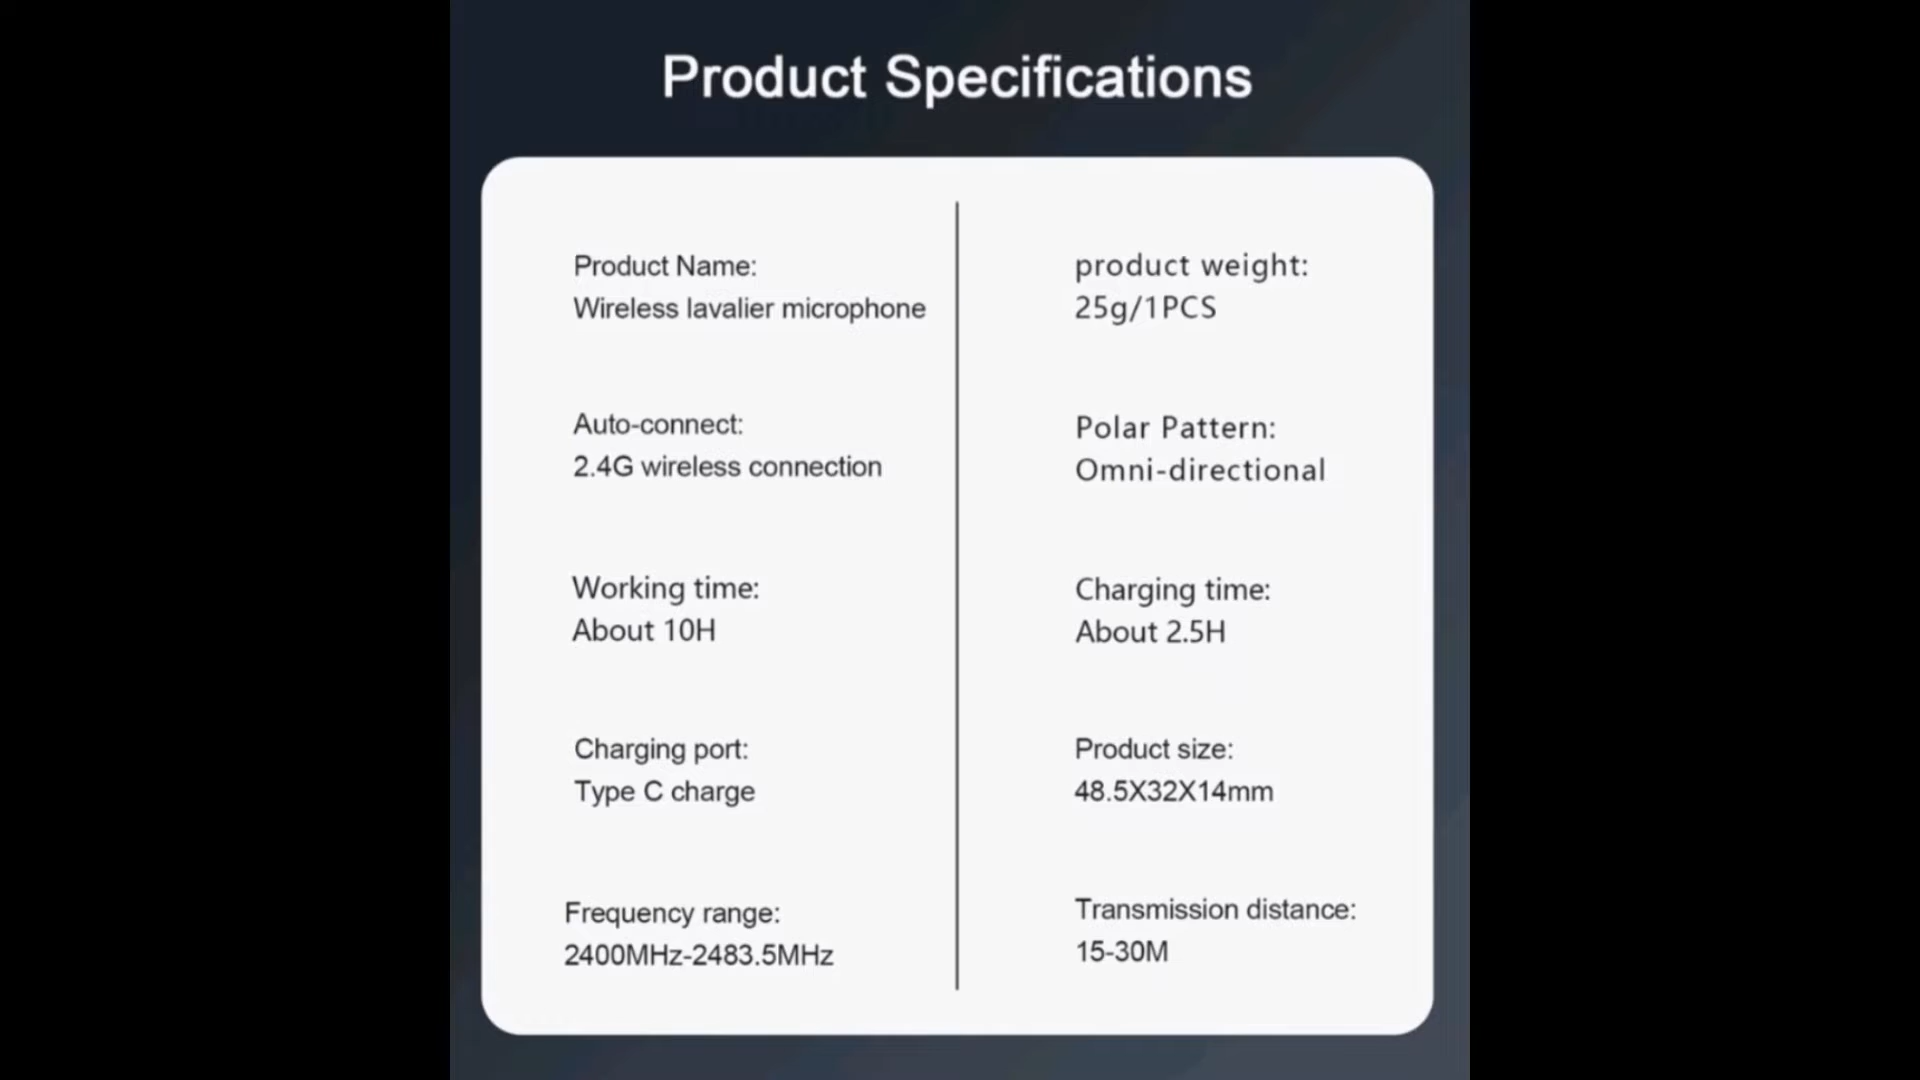 Product Specifications
Product Name:
Wireless lavalier microphone
Auto-connect:
2.4G wireless connection
Working time:
About 10H
Charging port:
Type C charge
Frequency range:
2400MHz-2483.5MHz
product weight:
25g/1PCS
Polar Pattern:
Omni-directional
Charging time:
About 2.5H
Product size:
48.5X32X14mm
Transmission distance:
15-30M